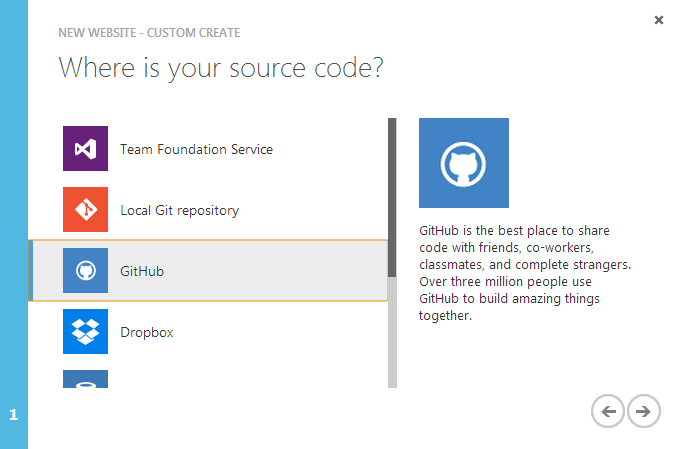 NEW WEBSITE - CUSTOM CREATE
Where is your source code?
Team Foundation Service
Local Git repository
GitHub
Dropbox
GitHub is the best place to share
code with friends, co-workers,
classmates, and complete strangers.
Over three million people use
GitHub to build amazing things
together.
1